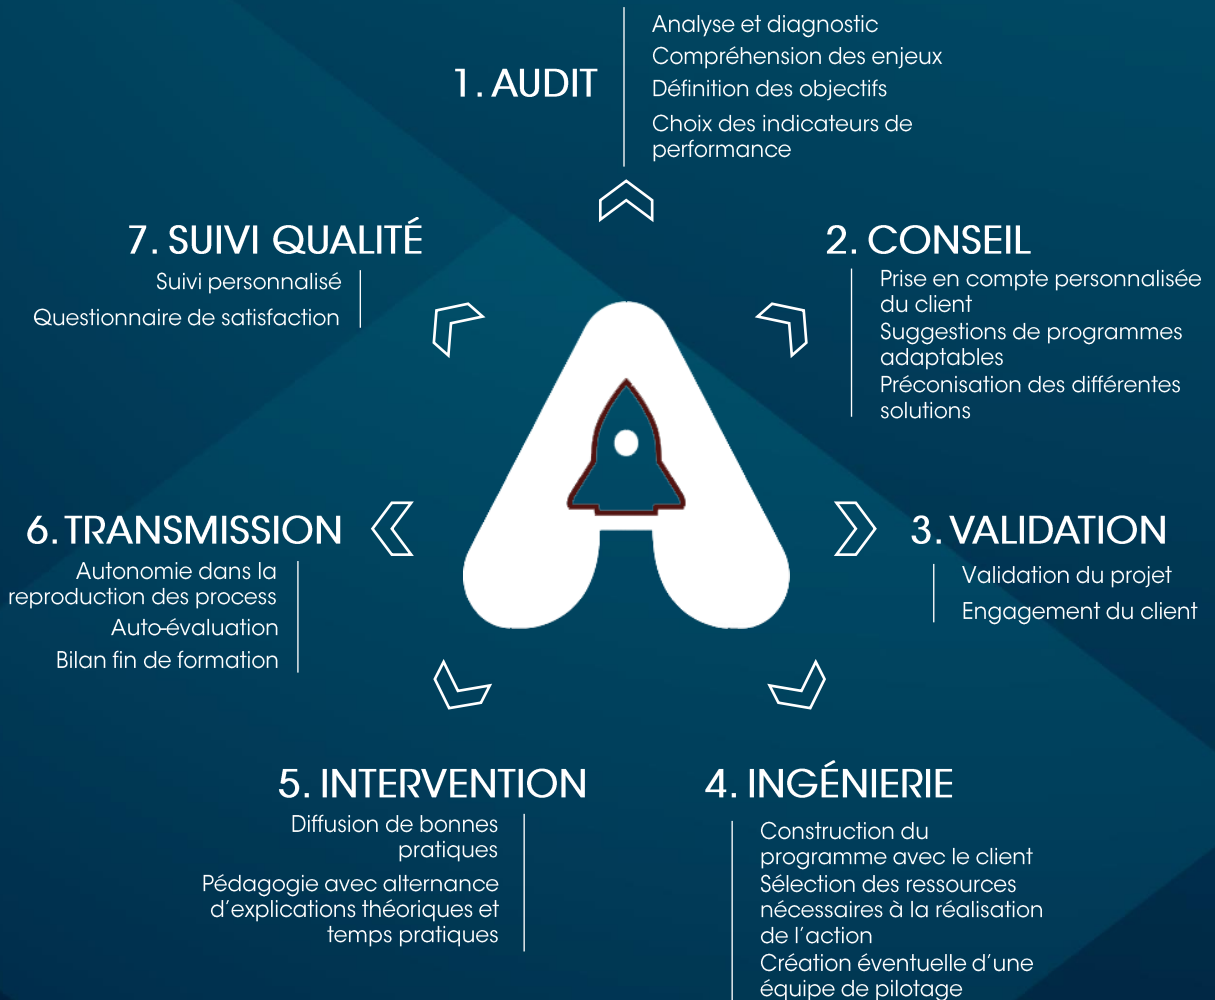 1. AUDIT
Analyse et diagnostic
Compréhension des enjeux
Définition des objectifs
Choix des indicateurs de
performance
2. CONSEIL
Prise en compte personnalisée
du client
Suggestions de programmes
adaptables
Préconisation des différentes
solutions
3. VALIDATION
Validation du projet
Engagement du client
4. INGÉNIERIE
Construction du
programme avec le client
Sélection des ressources
nécessaires à la réalisation
de l'action
Création éventuelle d'une
équipe de pilotage
5. INTERVENTION
Diffusion de bonnes
pratiques
Pédagogie avec alternance
d'explications théoriques et
temps pratiques
6. TRANSMISSION
Autonomie dans la
reproduction des process
Auto-évaluation
Bilan fin de formation
7. SUIVI QUALITÉ
Suivi personnalisé
Questionnaire de satisfaction
A